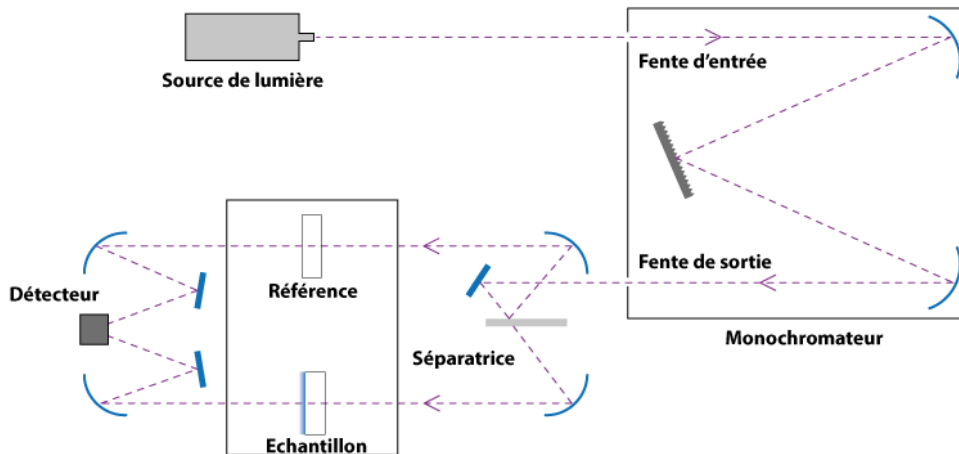 Source de lumière
Fente d'entrée
Fente de sortie
Détecteur
Référence
Monochromateur
Séparatrice
Echantillon